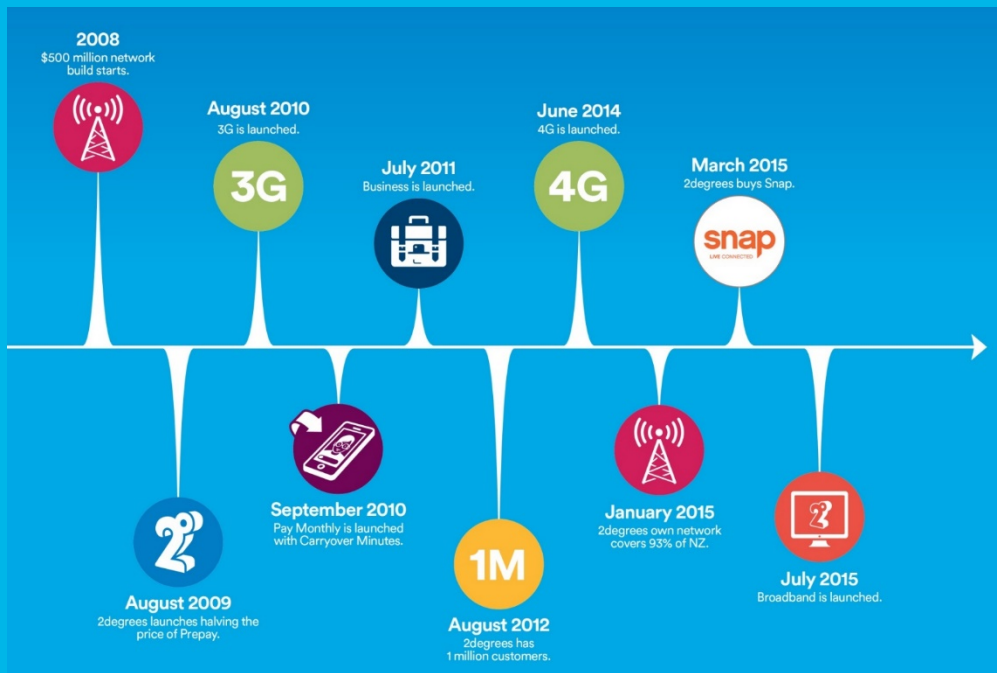 2008
$500 million network
build starts.
August 2009
2degrees launches halving the
price of Prepay.
August 2010
3G is launched.
3G
September 2010
Pay Monthly is launched
with Carryover Minutes.
July 2011
Business is launched.
1M
August 2012
2degrees has
1 million customers.
June 2014
4G is launched.
4G
January 2015
2degrees own network
covers 93% of NZ.
March 2015
2degrees buys Snap.
snap
LIVE CONNECTED
July 2015
Broadband is launched.